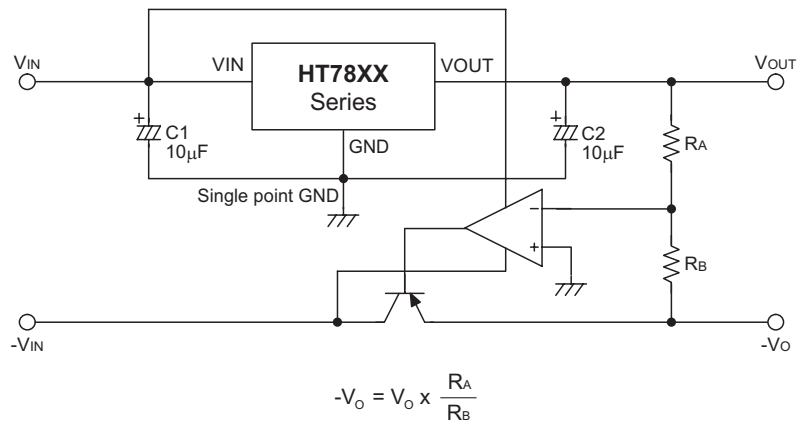 VIN
VIN
HT78XX
Series
VOUT
VOUT
+
C1
10µF
GND
+
C2
10µF
RA
Single point GND
−
+
RB
-VIN
-VO
-VO = VO x RA
RB